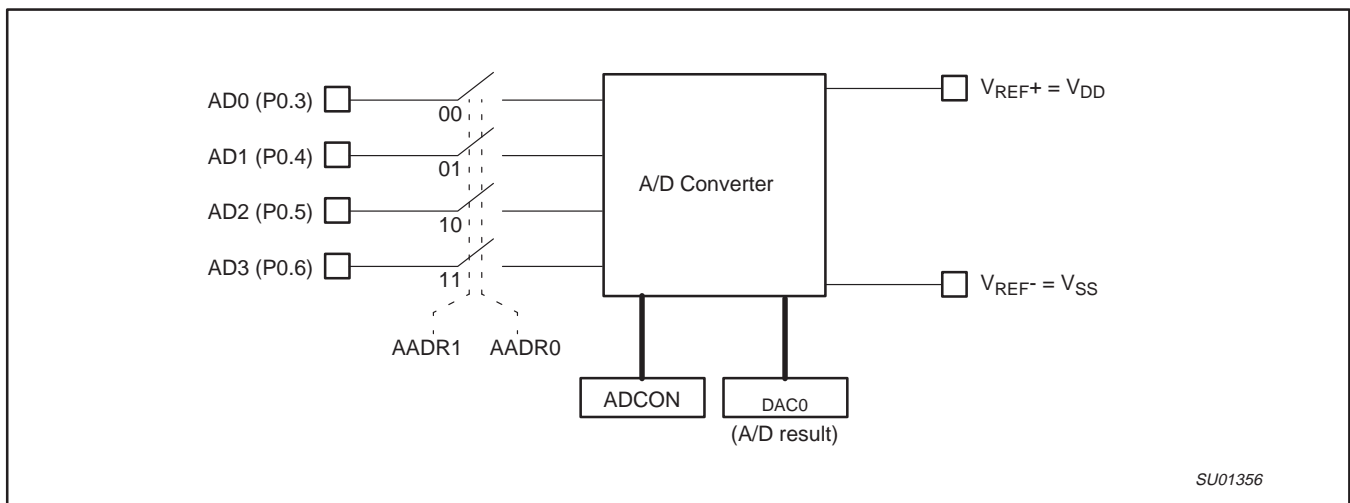 AD0 (P0.3)
00
AD1 (P0.4)
01
AD2 (P0.5)
10
AD3 (P0.6)
11
AADR1 AADR0
A/D Converter
VREF+ = VDD
VREF- = VSS
ADCON
DAC0
(A/D result)
SU01356